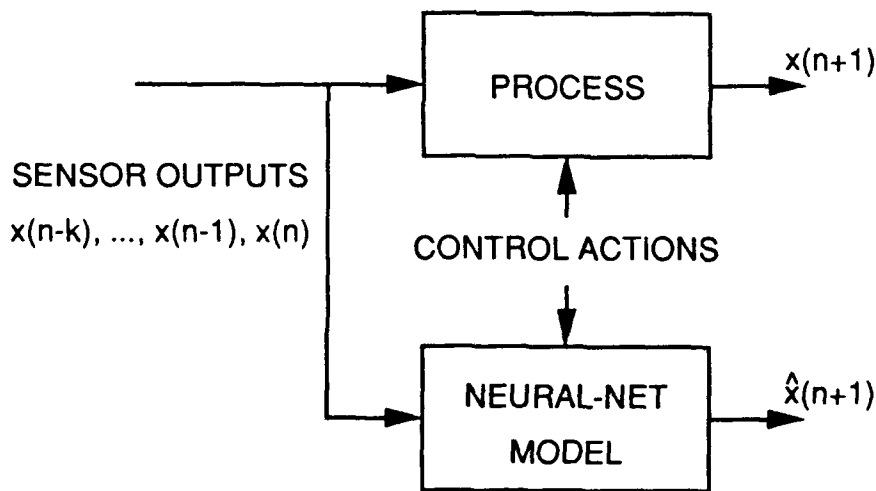 x(n+1)
PROCESS
SENSOR OUTPUTS
x(n-k), ..., x(n-1), x(n)
CONTROL ACTIONS
NEURAL-NET
MODEL
x̂(n+1)